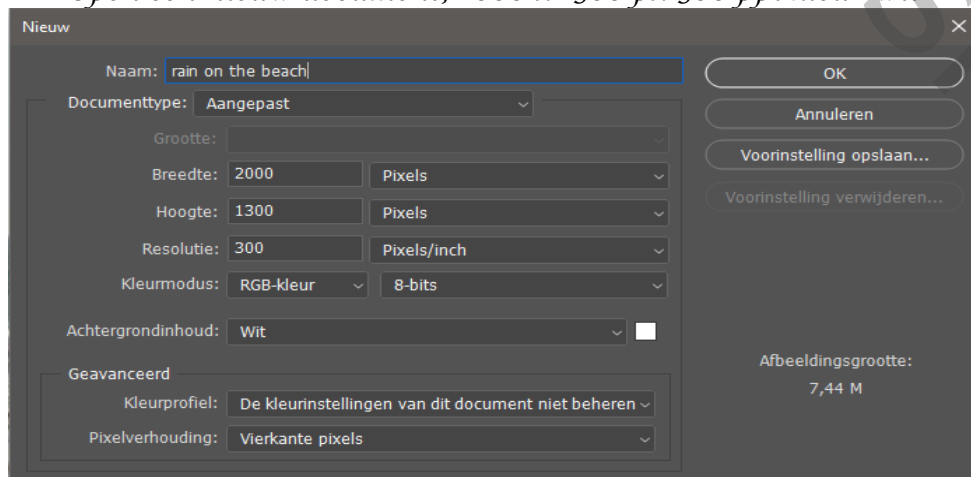 Nieuw
Naam: rain on the beach
OK
Documenttype: Aangepast
Annuleren
Grootte:
Voorinstelling opslaan...
Breedte: 2000 Pixels
Voorinstelling verwijderen...
Hoogte: 1300 Pixels
Resolutie: 300 Pixels/inch
Kleurmodus: RGB-kleur 8-bits
Achtergrondinhoud: Wit
Afbeeldingsgrootte:
7,44 M
Geavanceerd
Kleurprofiel: De kleurinstellingen van dit document niet beheren
Pixelverhouding: Vierkante pixels